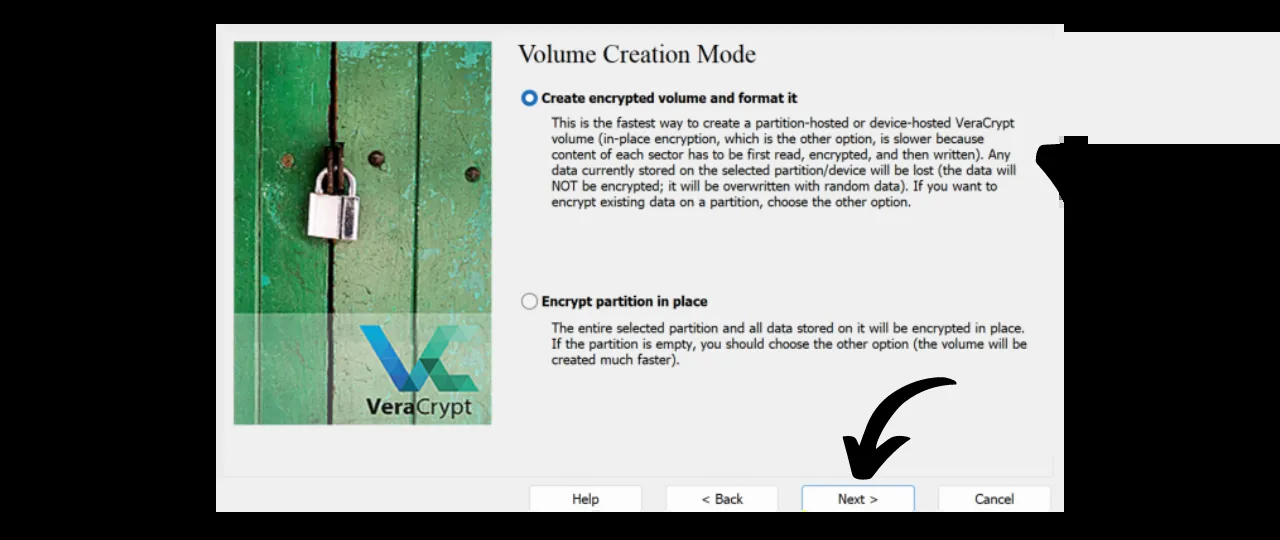 Volume Creation Mode
Create encrypted volume and format it
This is the fastest way to create a partition-hosted or device-hosted VeraCrypt
volume (in-place encryption, which is the other option, is slower because
content of each sector has to be first read, encrypted, and then written). Any
data currently stored on the selected partition/device will be lost (the data will
NOT be encrypted; it will be overwritten with random data). If you want to
encrypt existing data on a partition, choose the other option.
Encrypt partition in place
The entire selected partition and all data stored on it will be encrypted in place.
If the partition is empty, you should choose the other option (the volume will be
created much faster).
VeraCrypt
Help
< Back
Next >
Cancel